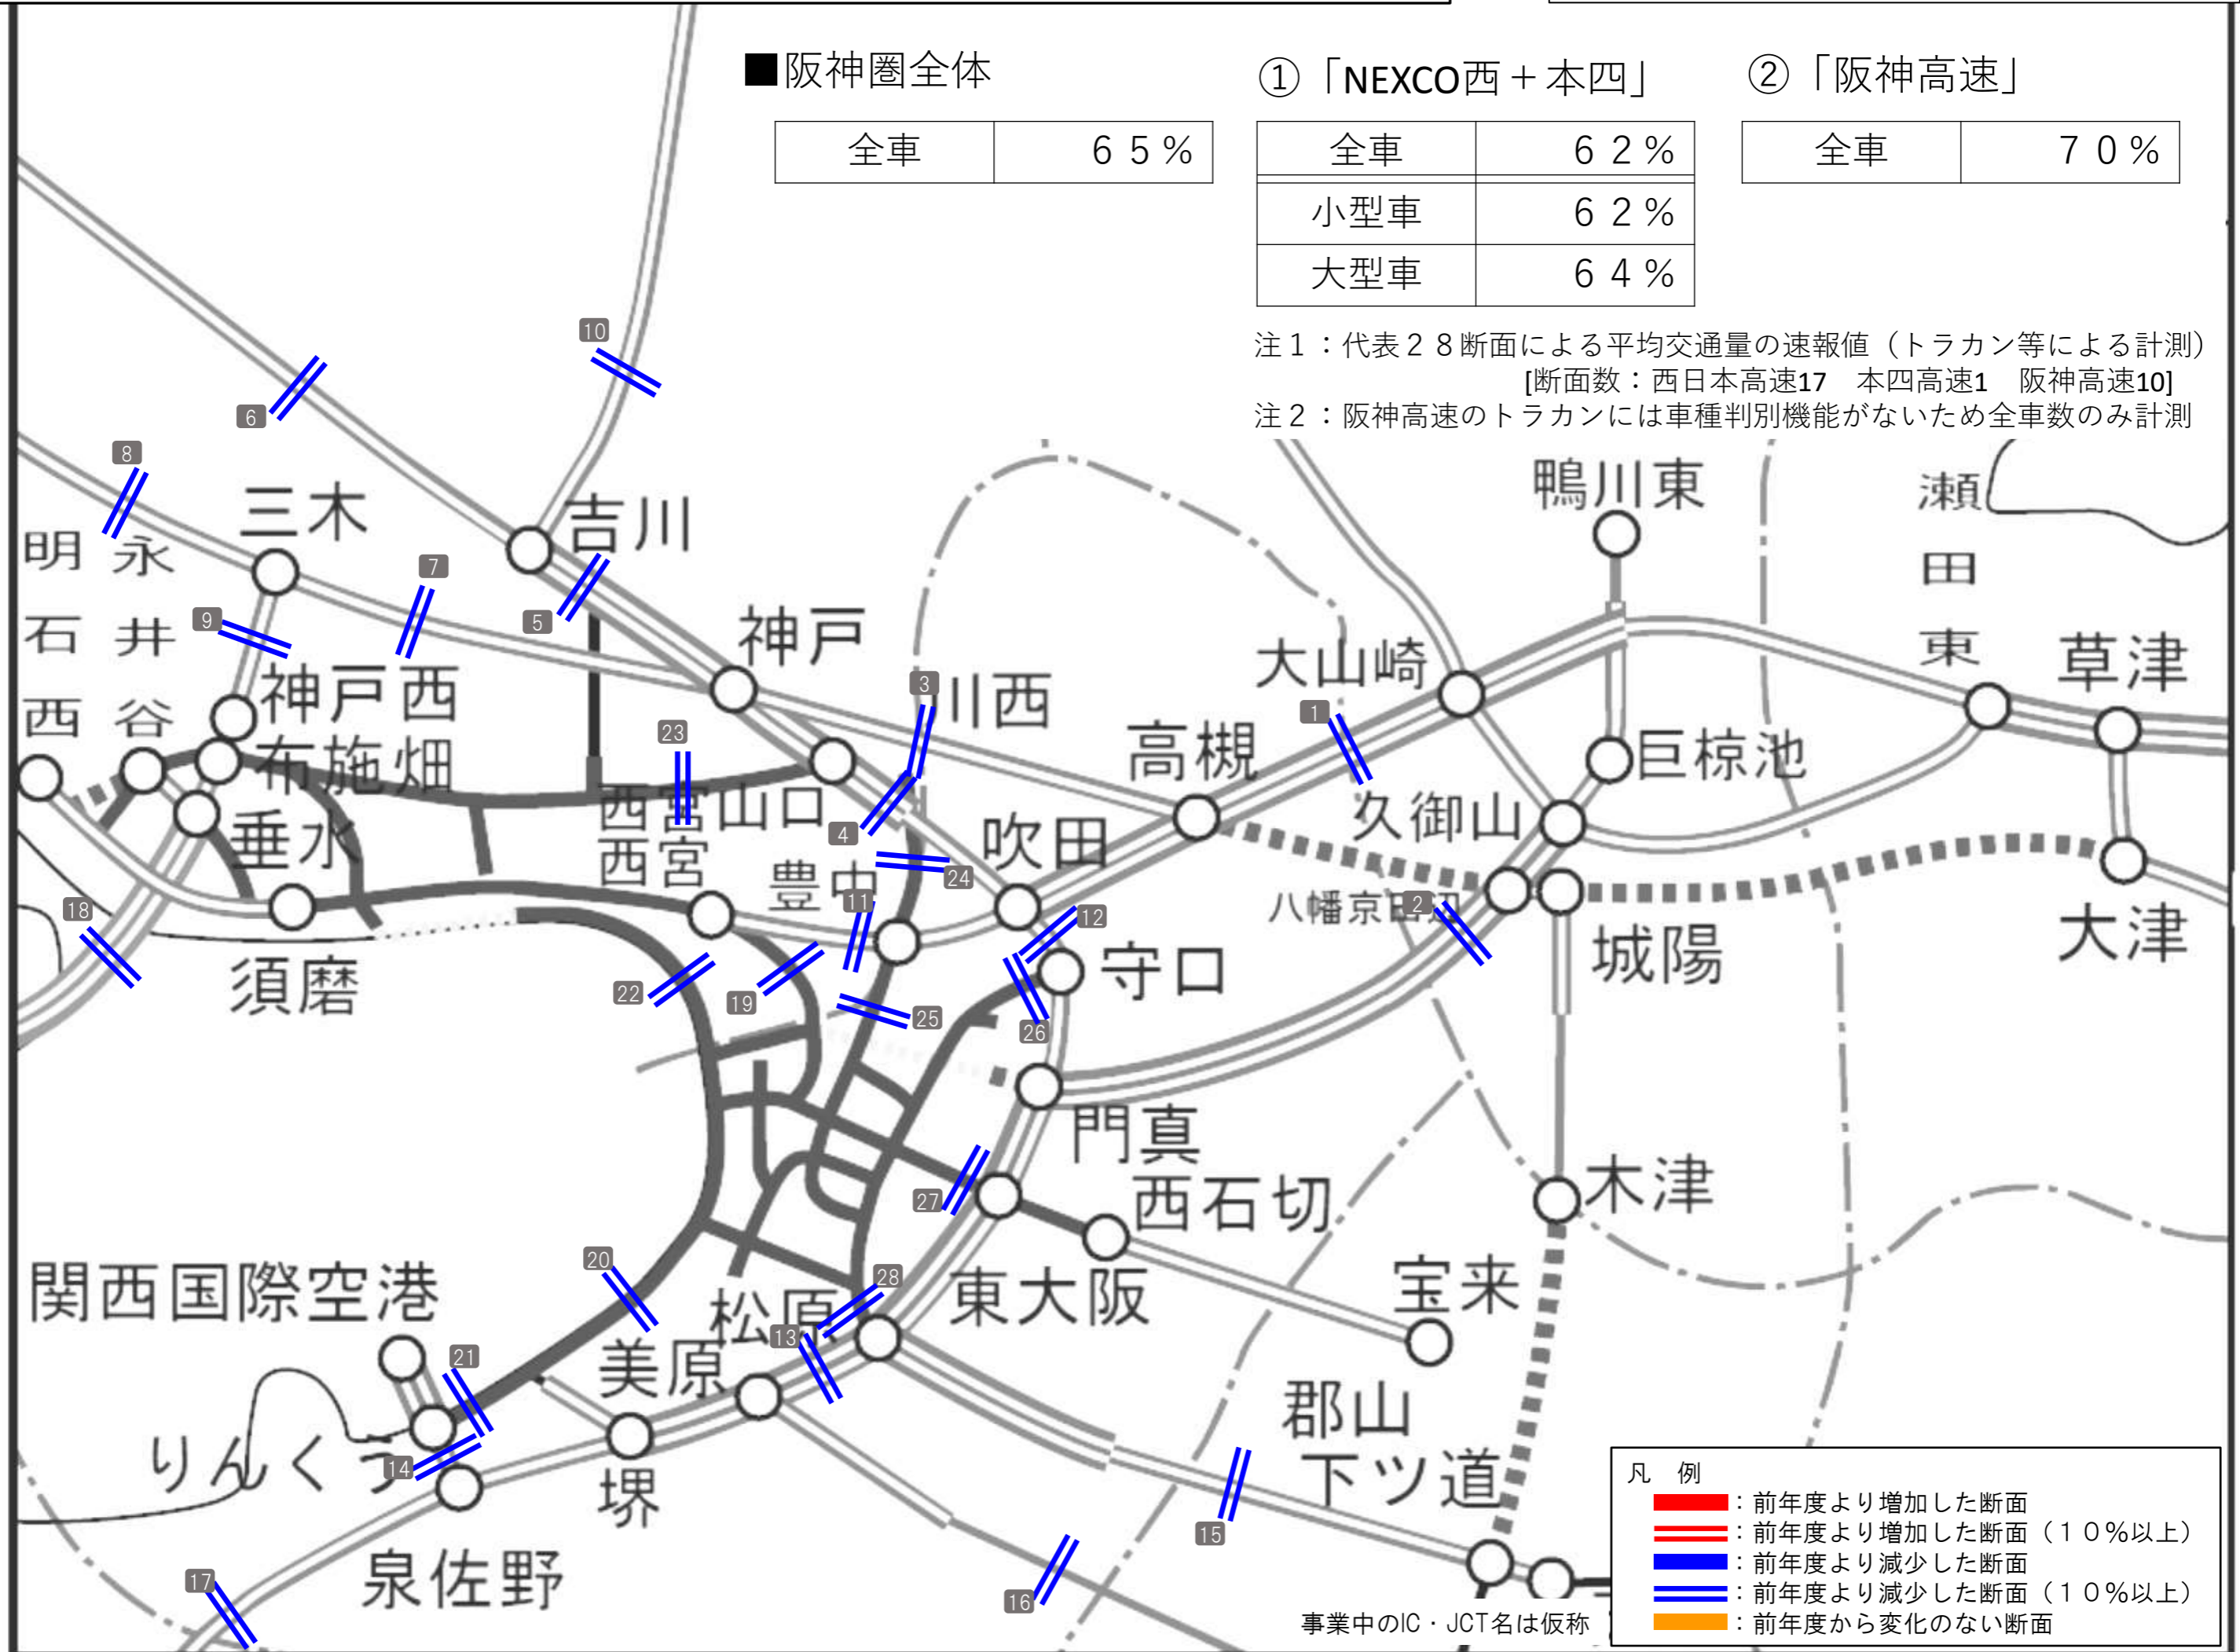 ■阪神圏全体
全車 ６５%
①「NEXCO西＋本四」
全車 ６２%
小型車 ６２%
大型車 ６４%
②「阪神高速」
全車 ７０%
注１：代表２８断面による平均交通量の速報値（トラカン等による計測）
[断面数：西日本高速17　本四高速1　阪神高速10]
注２：阪神高速のトラカンには車種判別機能がないため全車数のみ計測
10
6
8
三木
吉川
鴨川東
瀬田東
明石西
永井谷
7
9
5
神戸
神戸西
布施畑
3
川西
大山崎
草津
1
23
高槻
巨椋池
西宮山口
4
垂水
西宮
吹田
久御山
豊中
24
11
八幡京田辺
2
12
18
須磨
守口
城陽
大津
22
19
25
26
門真
27
西石切
木津
20
関西国際空港
28
松原
東大阪
宝来
13
21
美原
りんくう
14
郡山
下ツ道
堺
15
泉佐野
17
16
事業中のIC・JCT名は仮称
凡　例
：前年度より増加した断面
：前年度より増加した断面（１０％以上）
：前年度より減少した断面
：前年度より減少した断面（１０％以上）
：前年度から変化のない断面